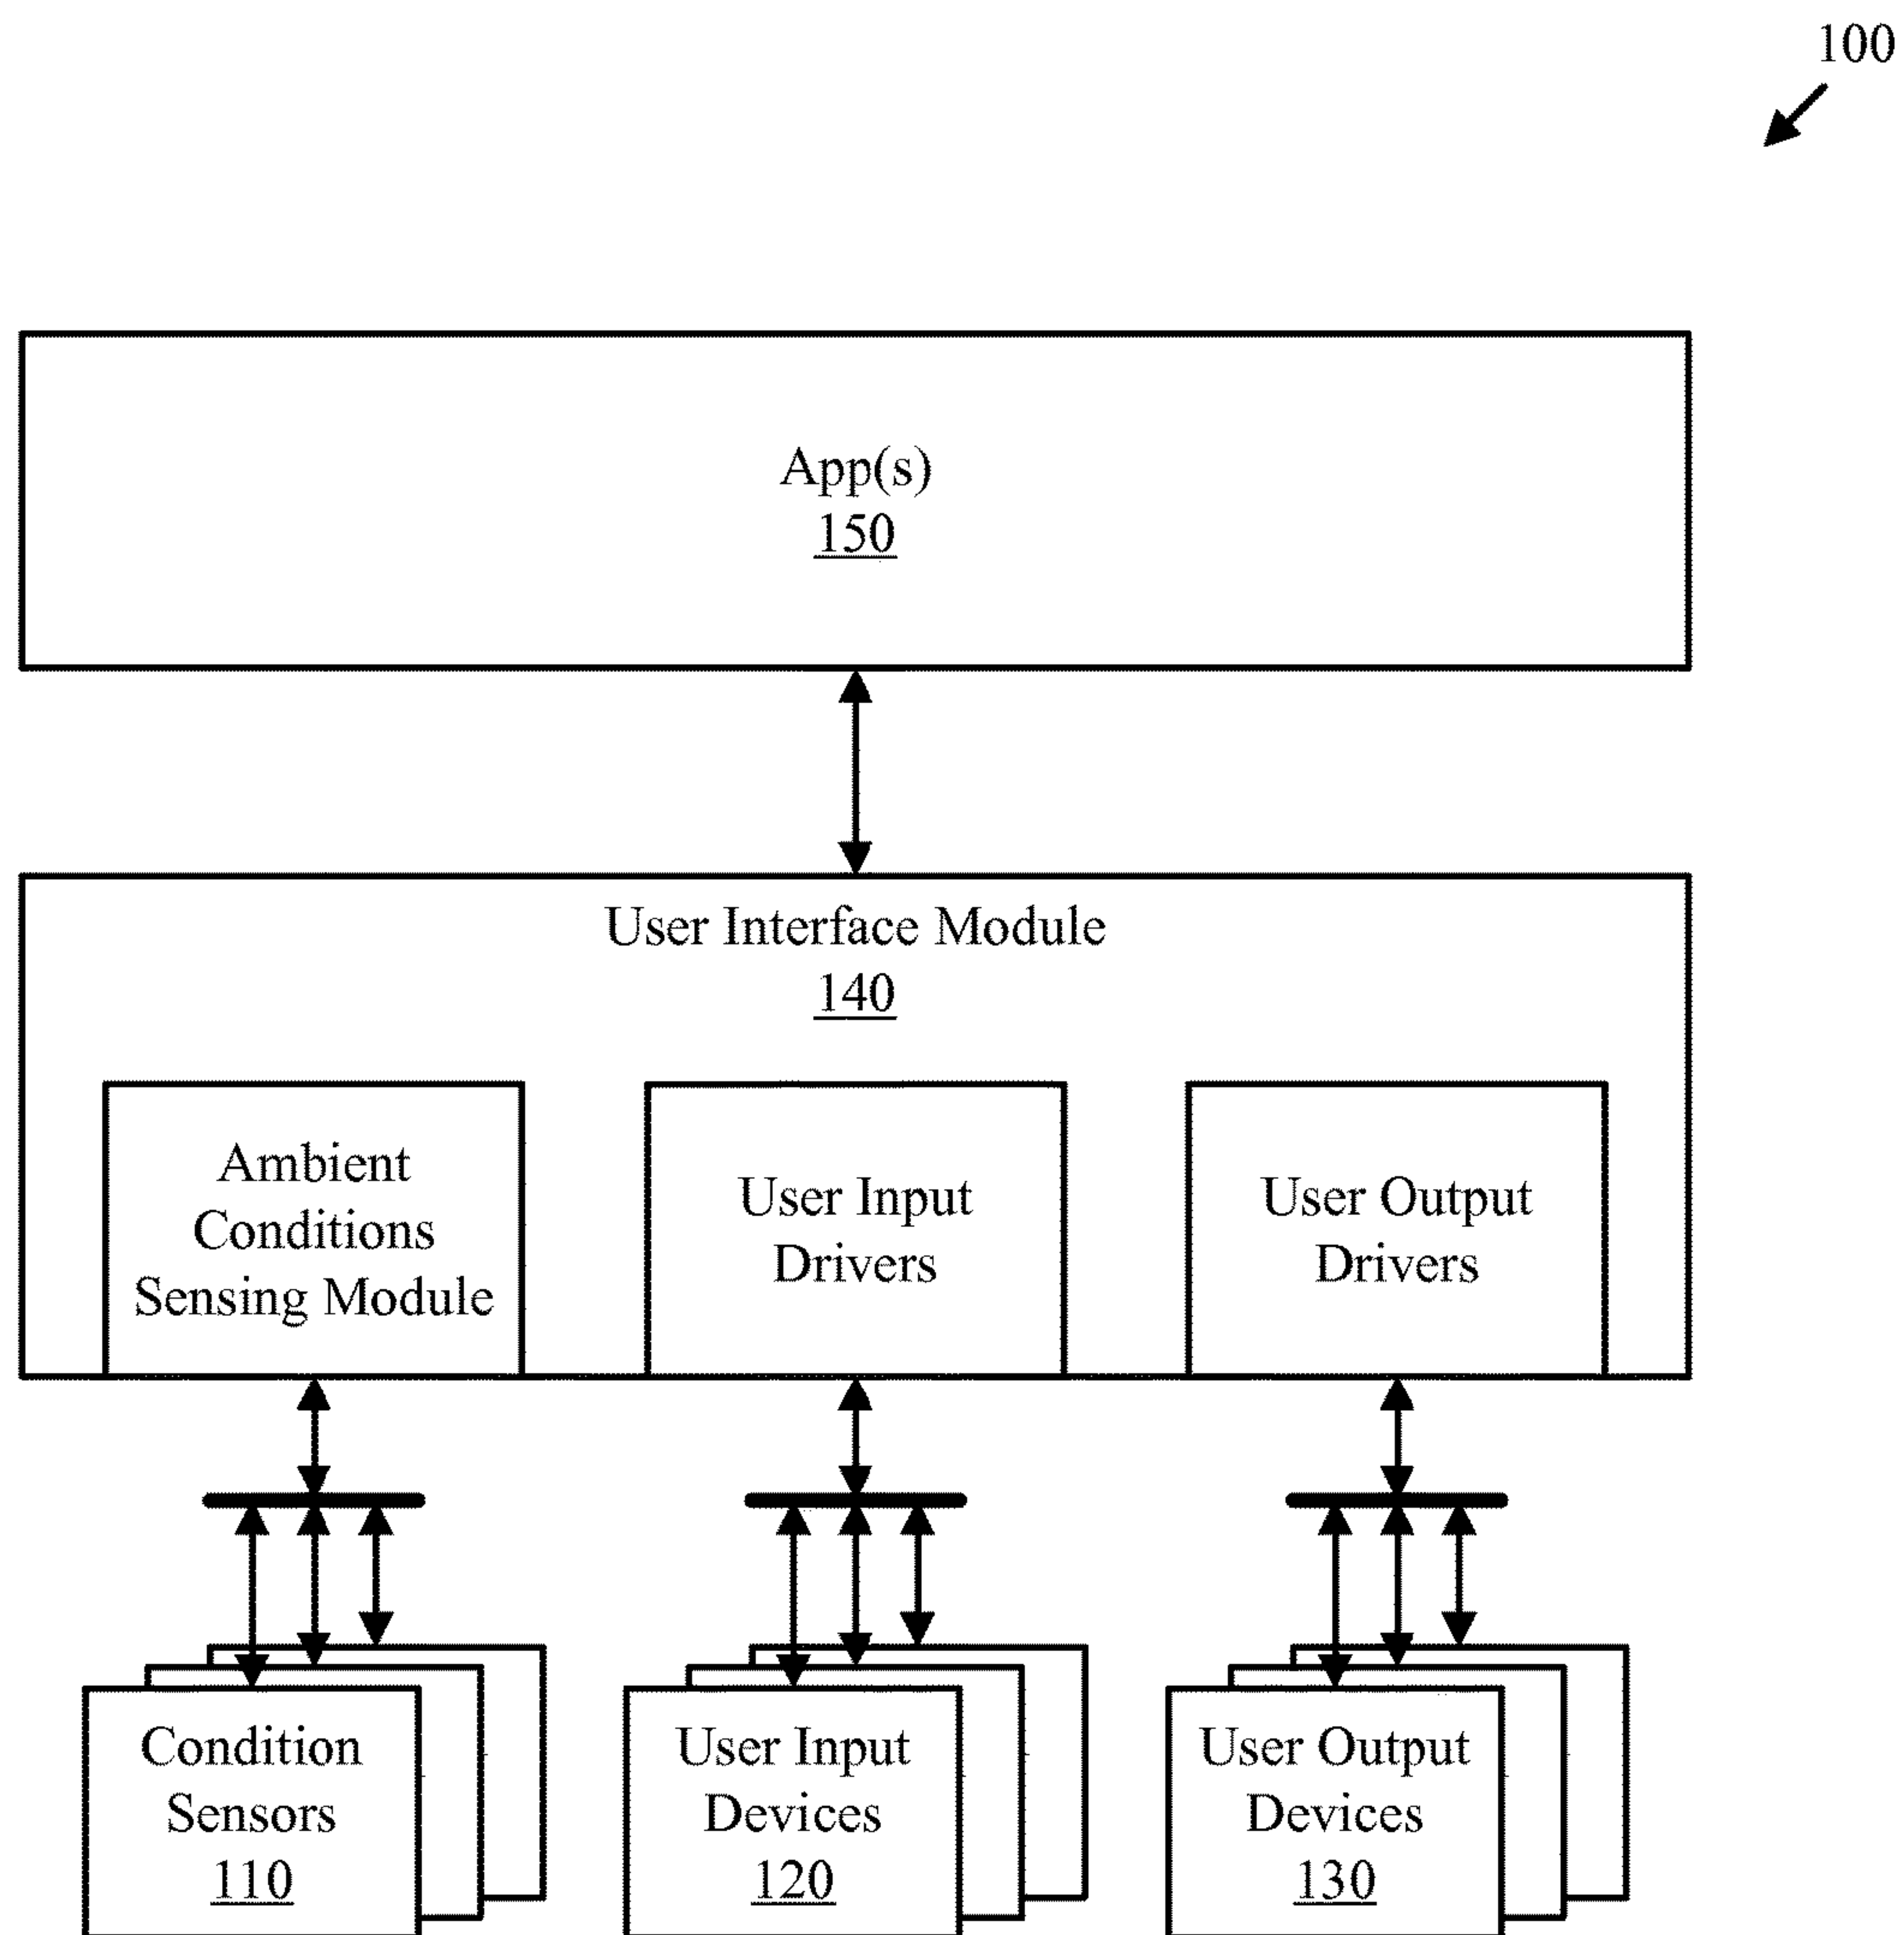 100
App(s)
150
User Interface Module
140
Ambient
Conditions
Sensing Module
User Input
Drivers
User Output
Drivers
Condition
Sensors
110
User Input
Devices
120
User Output
Devices
130